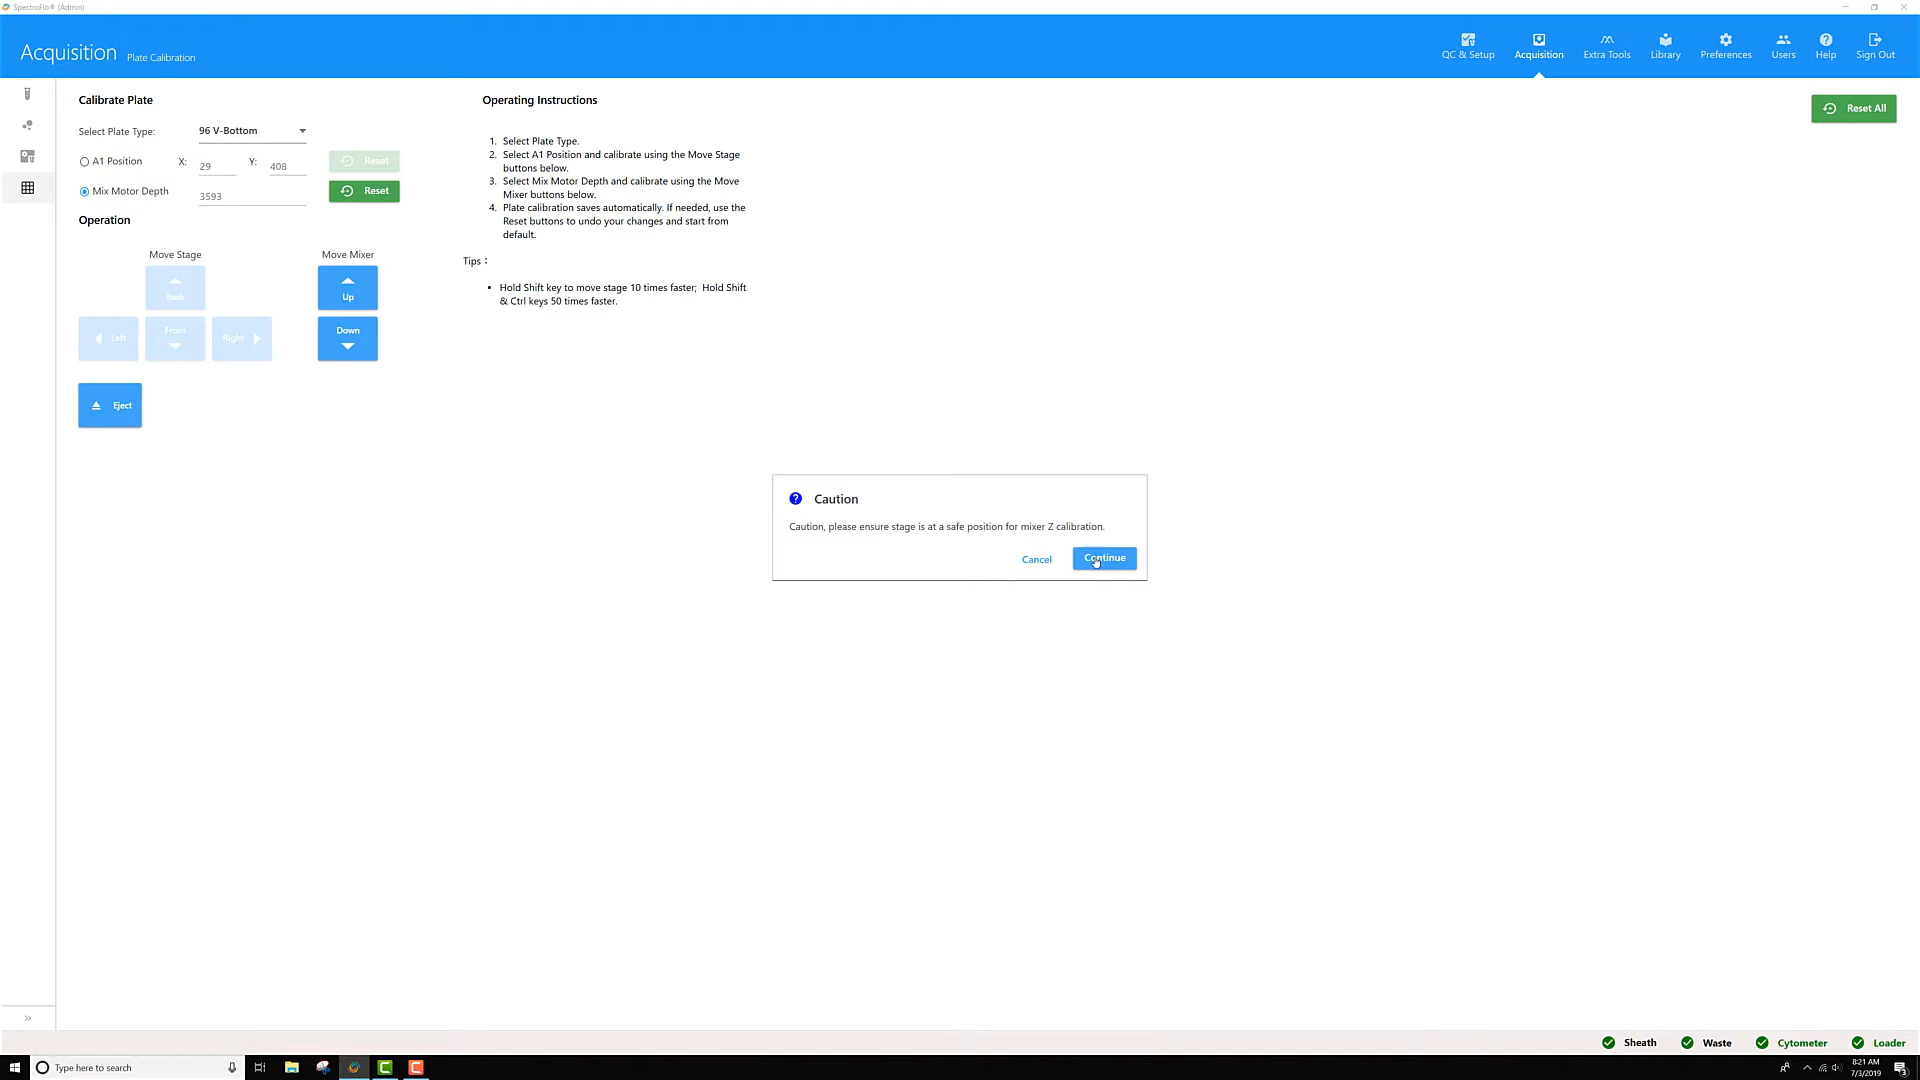 SpectroFlo® (Admin)
Acquisition Plate Calibration
QC & Setup
Acquisition
Extra Tools
Library
Preferences
Users
Help
Sign Out
Calibrate Plate
Select Plate Type: 96 V-Bottom
A1 Position X: 29 Y: 408 Reset
Mix Motor Depth 3593 Reset
Operation
Move Stage
Move Mixer
Back
Up
Left
Front
Right
Down
Eject
Operating Instructions
1. Select Plate Type.
2. Select A1 Position and calibrate using the Move Stage
buttons below.
3. Select Mix Motor Depth and calibrate using the Move
Mixer buttons below.
4. Plate calibration saves automatically. If needed, use the
Reset buttons to undo your changes and start from
default.
Tips :
• Hold Shift key to move stage 10 times faster; Hold Shift
& Ctrl keys 50 times faster.
Reset All
Caution
Caution, please ensure stage is at a safe position for mixer Z calibration.
Cancel
Continue
Sheath
Waste
Cytometer
Loader
Type here to search
8:21 AM
7/3/2019
3